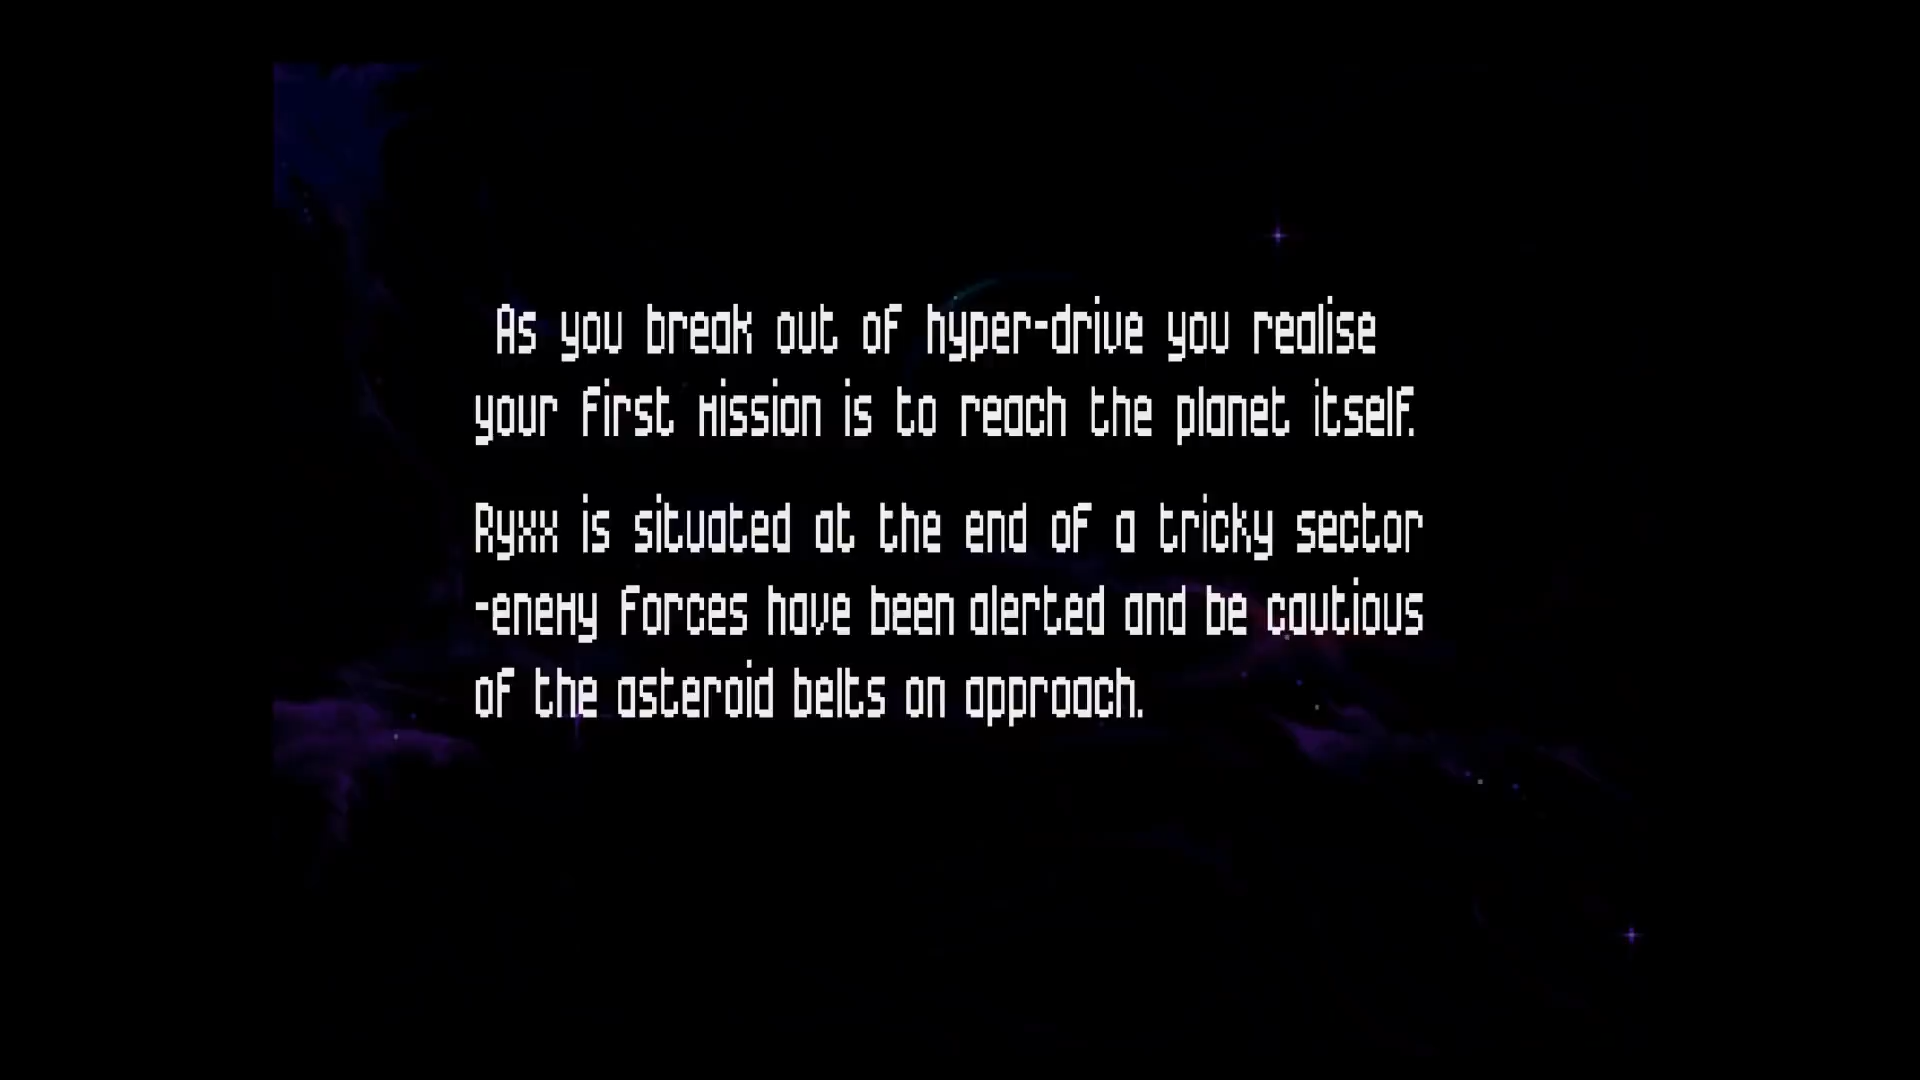 As you break out of hyper-drive you realise
your first mission is to reach the planet itself.
Ryxx is situated at the end of a tricky sector
-enemy forces have been alerted and be cautious
of the asteroid belts on approach.